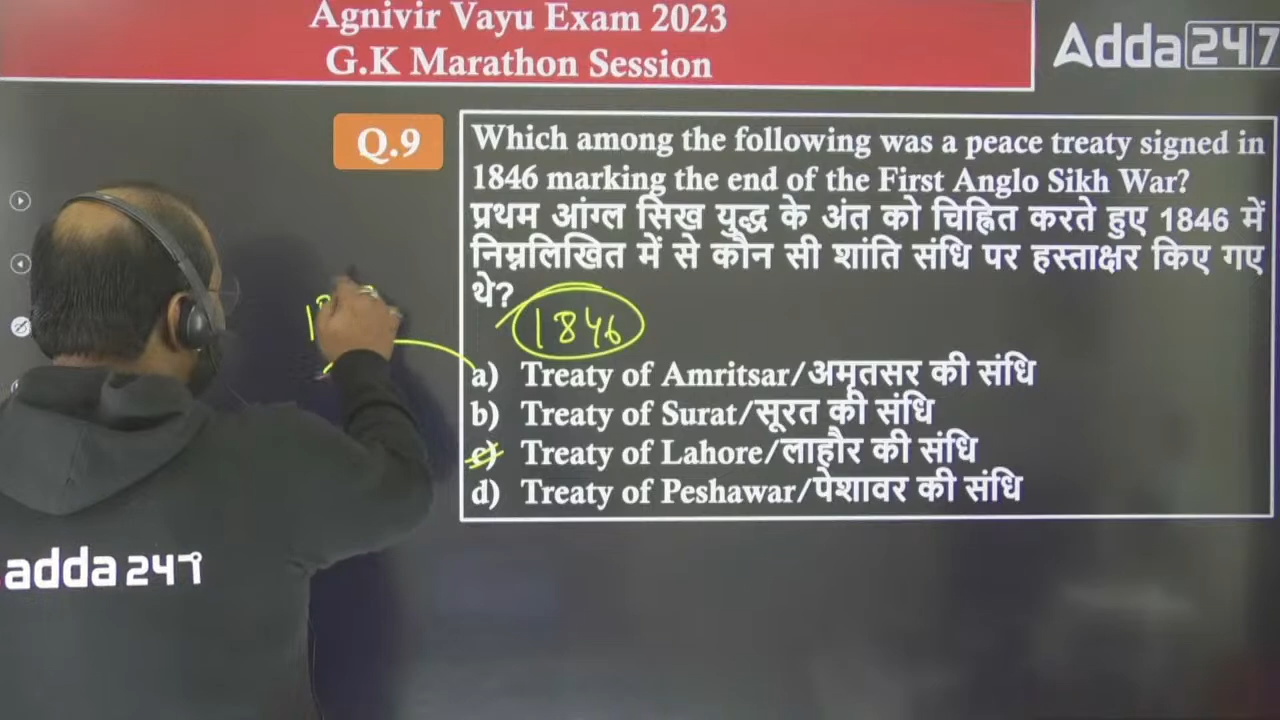 Agnivir Vayu Exam 2023
G.K Marathon Session
Adda247
Q.9
Which among the following was a peace treaty signed in
1846 marking the end of the First Anglo Sikh War?
प्रथम आंग्ल सिख युद्ध के अंत को चिह्नित करते हुए 1846 में
निम्नलिखित में से कौन सी शांति संधि पर हस्ताक्षर किए गए
थे?
1846
a) Treaty of Amritsar/अमृतसर की संधि
b) Treaty of Surat/सूरत की संधि
c) Treaty of Lahore/लाहौर की संधि
d) Treaty of Peshawar/पेशावर की संधि
adda247